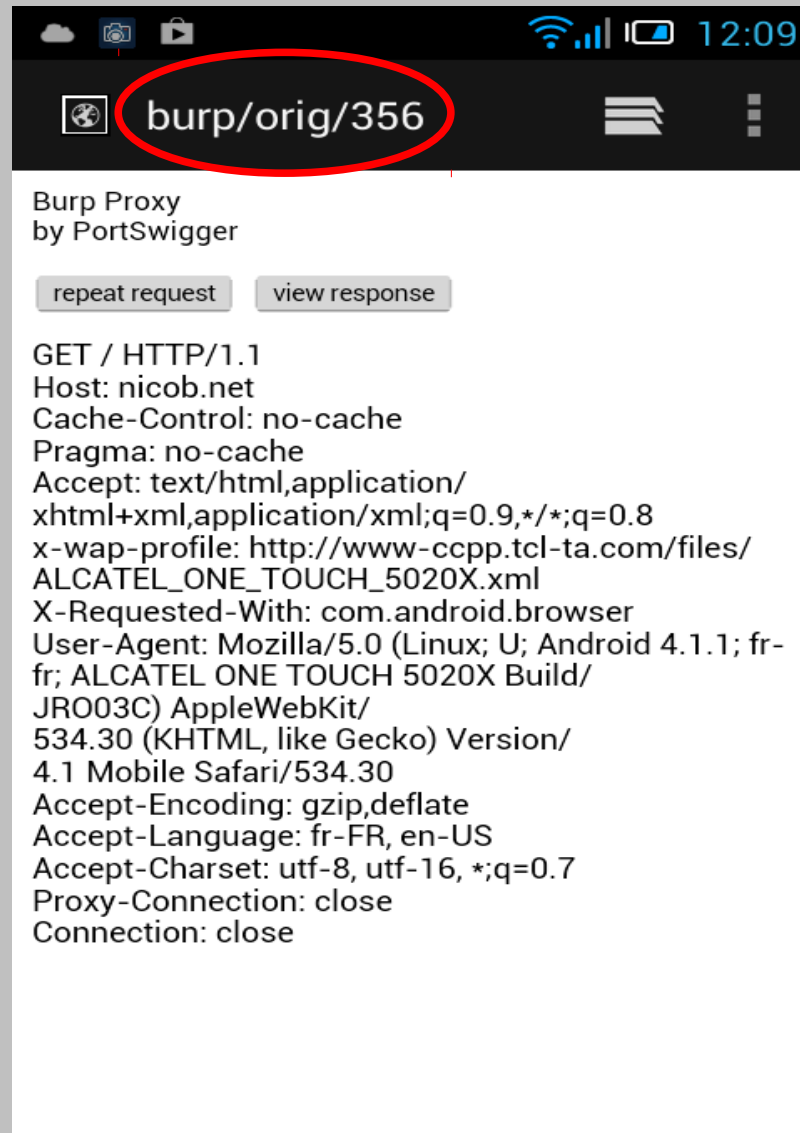 12:09
burp/orig/356
Burp Proxy
by PortSwigger
repeat request
view response
GET / HTTP/1.1
Host: nicob.net
Cache-Control: no-cache
Pragma: no-cache
Accept: text/html,application/
xhtml+xml,application/xml;q=0.9,*/*;q=0.8
x-wap-profile: http://www-ccpp.tcl-ta.com/files/
ALCATEL_ONE_TOUCH_5020X.xml
X-Requested-With: com.android.browser
User-Agent: Mozilla/5.0 (Linux; U; Android 4.1.1; fr-
fr; ALCATEL ONE TOUCH 5020X Build/
JRO03C) AppleWebKit/
534.30 (KHTML, like Gecko) Version/
4.1 Mobile Safari/534.30
Accept-Encoding: gzip,deflate
Accept-Language: fr-FR, en-US
Accept-Charset: utf-8, utf-16, *;q=0.7
Proxy-Connection: close
Connection: close